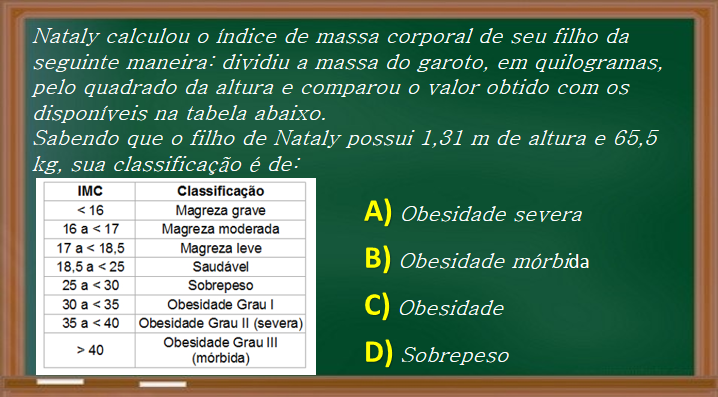 Nataly calculou o índice de massa corporal de seu filho da
seguinte maneira: dividiu a massa do garoto, em quilogramas,
pelo quadrado da altura e comparou o valor obtido com os
disponíveis na tabela abaixo.
Sabendo que o filho de Nataly possui 1,31 m de altura e 65,5
kg, sua classificação é de:
IMC Classificação
< 16 Magreza grave
16 a < 17 Magreza moderada
17 a < 18,5 Magreza leve
18,5 a < 25 Saudável
25 a < 30 Sobrepeso
30 a < 35 Obesidade Grau I
35 a < 40 Obesidade Grau II (severa)
> 40 Obesidade Grau III
(mórbida)
A) Obesidade severa
B) Obesidade mórbida
C) Obesidade
D) Sobrepeso